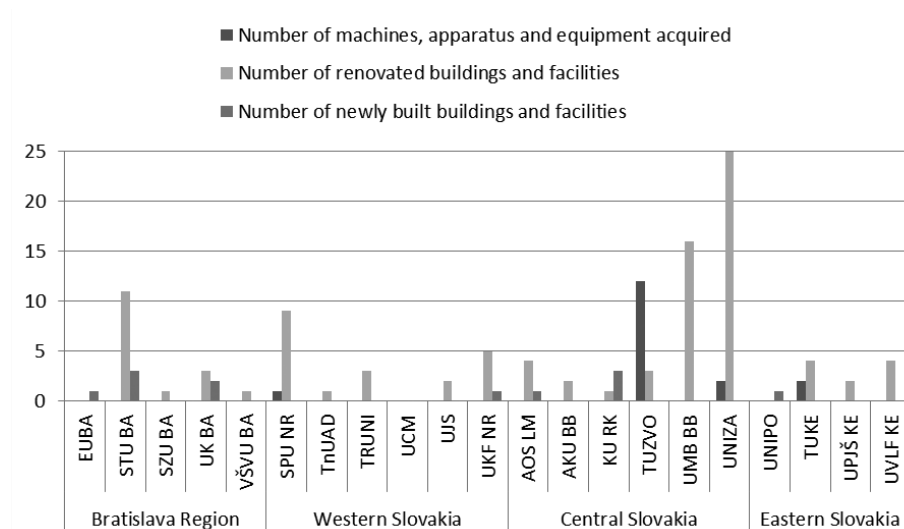 Number of machines, apparatus and equipment acquired
Number of renovated buildings and facilities
Number of newly built buildings and facilities
25
20
15
10
5
0
EUBA
STU BA
SZU BA
UK BA
VŠVU BA
SPU NR
TnUAD
TRUNI
UCM
UJS
UKF NR
AOS LM
AKU BB
KU RK
TUZVO
UMB BB
UNIZA
UNIPO
TUKE
UPJŠ KE
UVLF KE
Bratislava Region
Western Slovakia
Central Slovakia
Eastern Slovakia